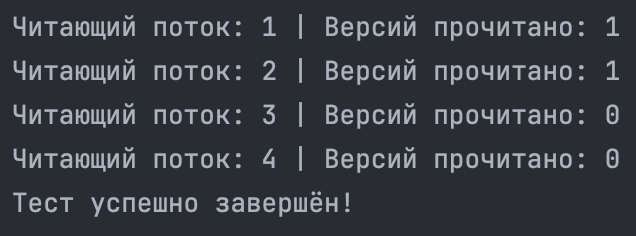 Читающий поток: 1 | Версий прочитано: 1
Читающий поток: 2 | Версий прочитано: 1
Читающий поток: 3 | Версий прочитано: 0
Читающий поток: 4 | Версий прочитано: 0
Тест успешно завершён!